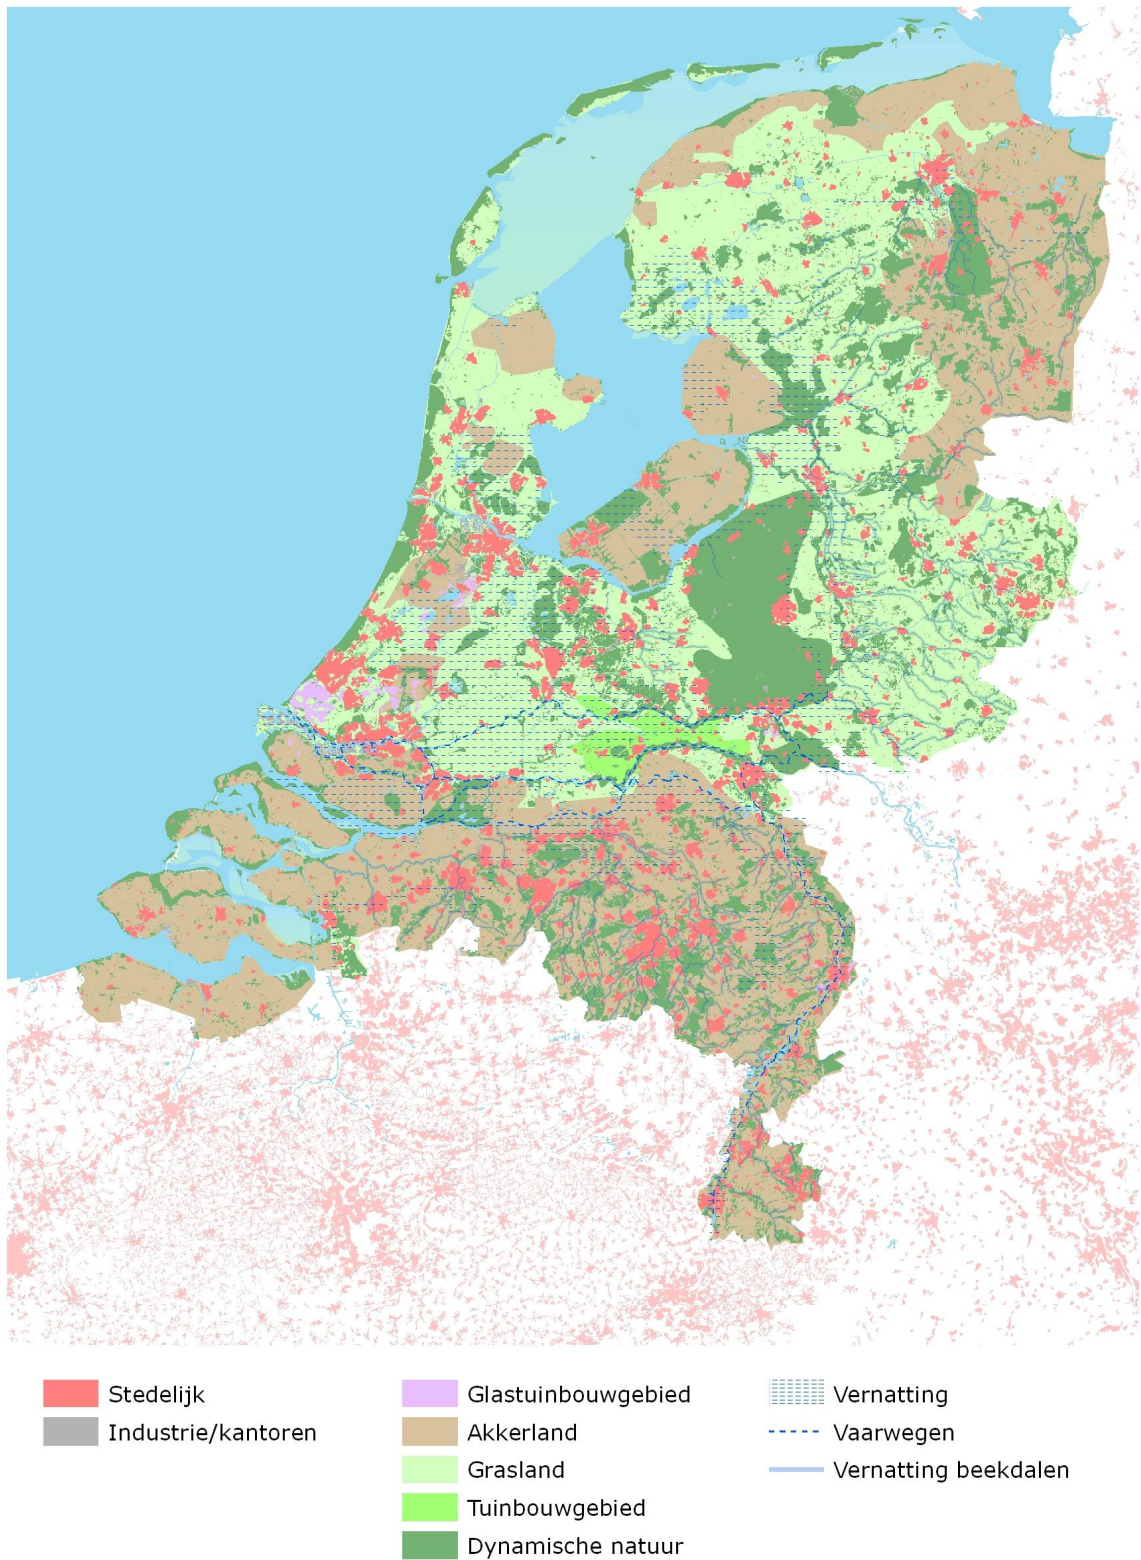 Stedelijk
Industrie/kantoren
Glastuinbouwgebied
Akkerland
Grasland
Tuinbouwgebied
Dynamische natuur
Vernatting
Vaarwegen
Vernatting beekdalen